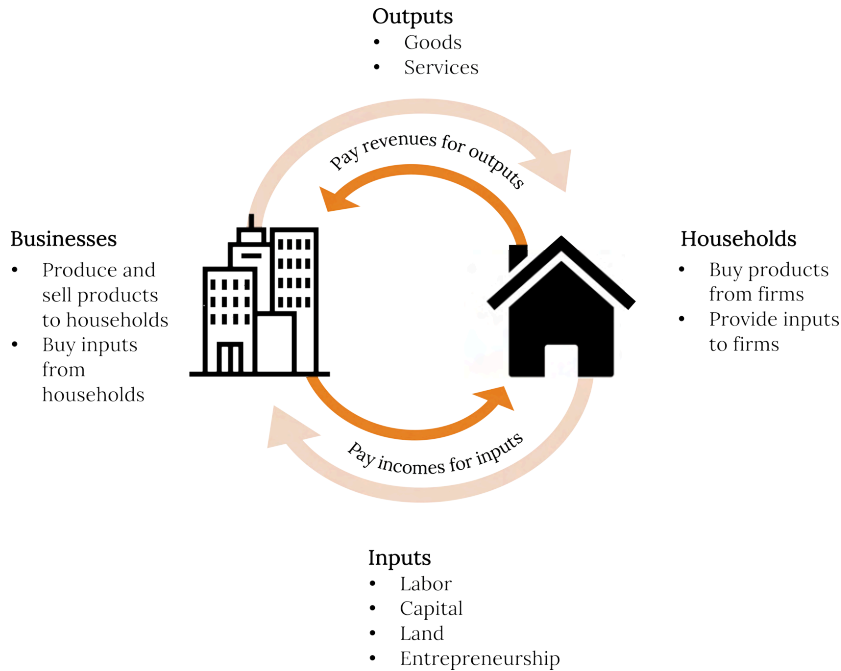 Outputs
• Goods
• Services
Pay revenues for outputs
Businesses
• Produce and
sell products
to households
• Buy inputs
from
households
Households
• Buy products
from firms
• Provide inputs
to firms
Pay incomes for inputs
Inputs
• Labor
• Capital
• Land
• Entrepreneurship